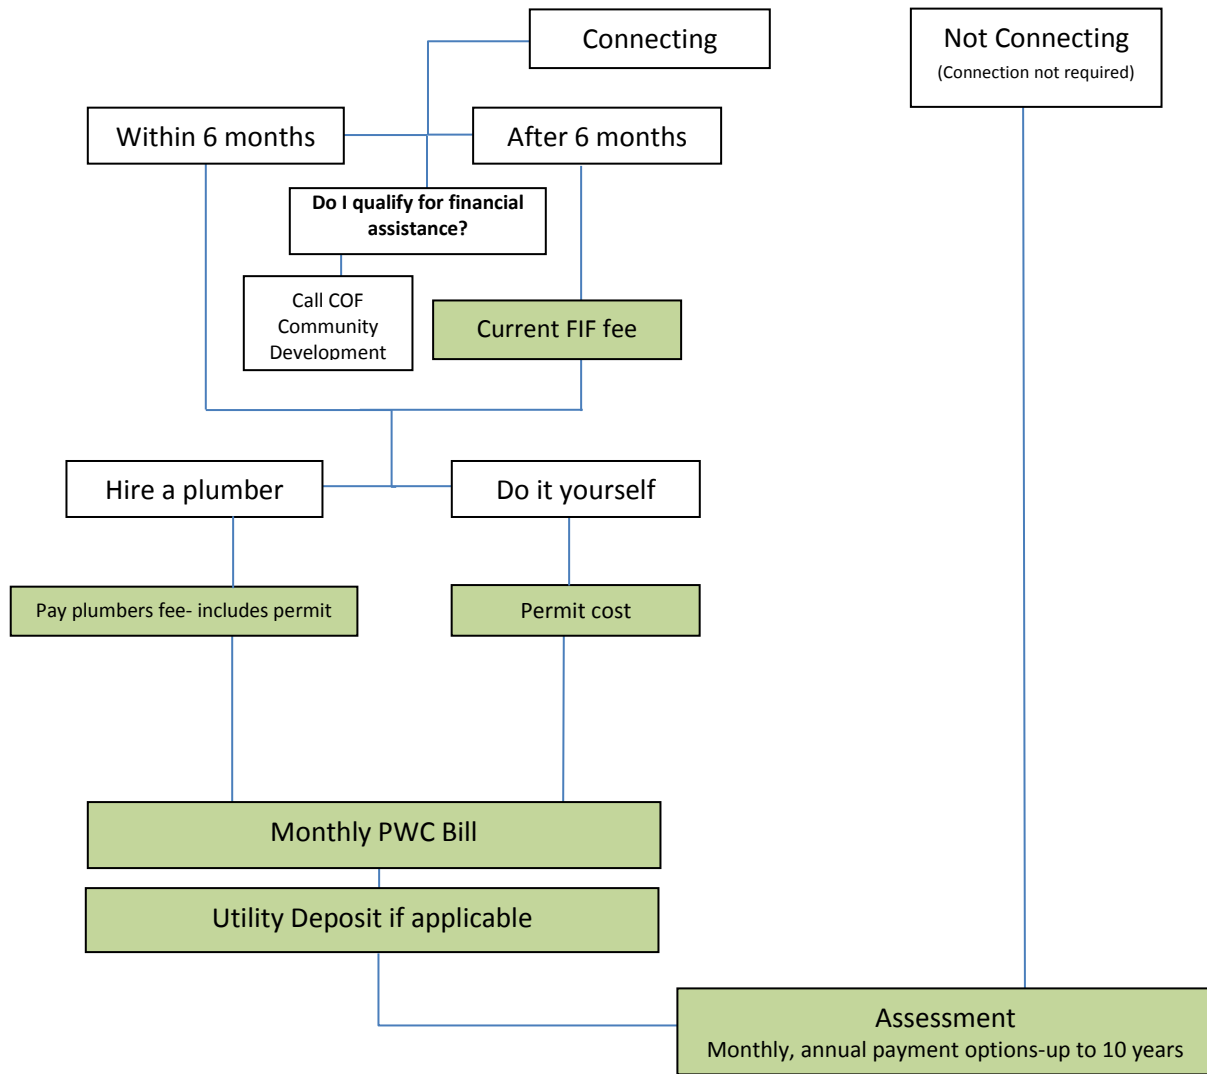 Connecting
Not Connecting
(Connection not required)
Within 6 months
After 6 months
Do I qualify for financial
assistance?
Call COF
Community
Development
Current FIF fee
Hire a plumber
Do it yourself
Pay plumbers fee- includes permit
Permit cost
Monthly PWC Bill
Utility Deposit if applicable
Assessment
Monthly, annual payment options-up to 10 years